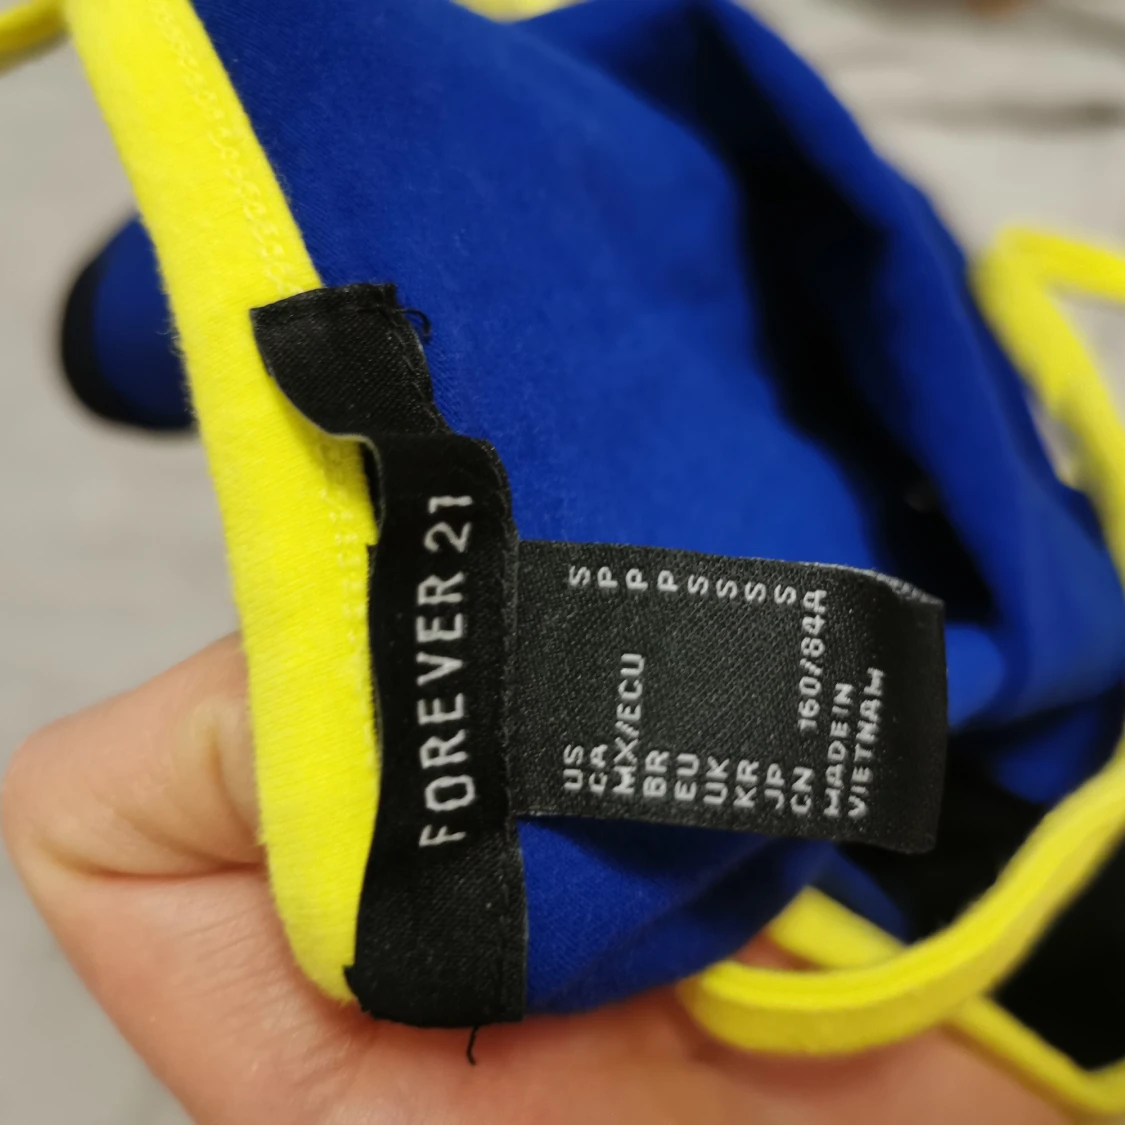 FOREVER 21
US S
CA P
MX/ECU P
BR P
EU S
UK S
KR S
JP S
CN 160/84A
MADE IN
VIETNAM